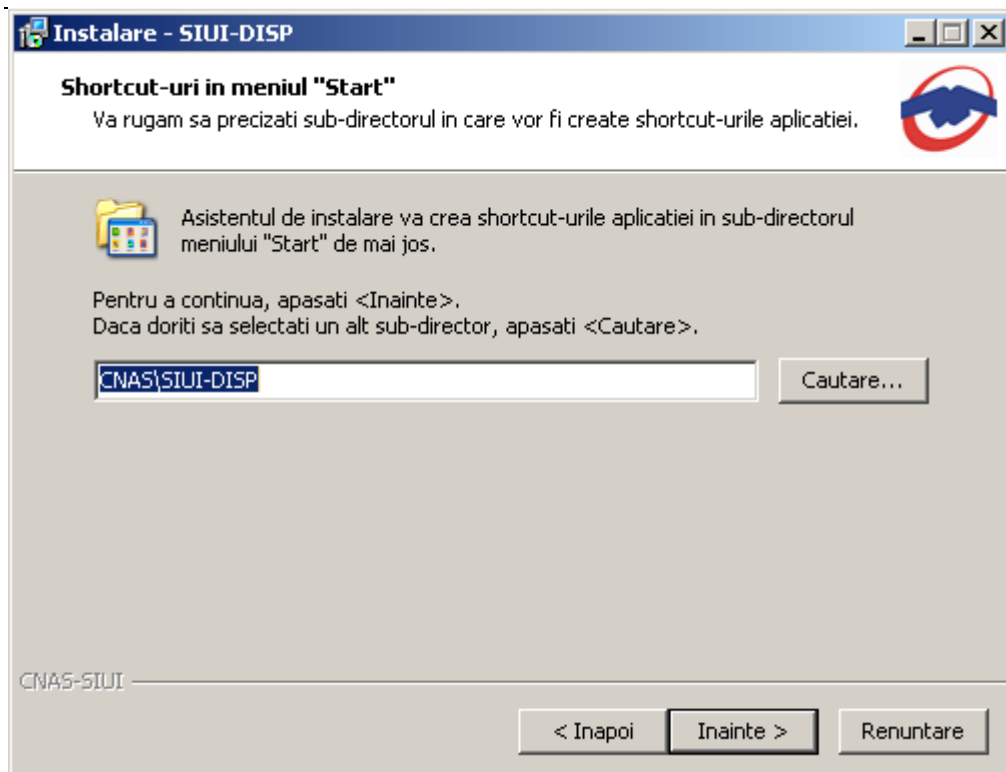 Instalare - SIUI-DISP
Shortcut-uri in meniul "Start"
Va rugam sa precizati sub-directorul in care vor fi create shortcut-urile aplicatiei.
Asistentul de instalare va crea shortcut-urile aplicatiei in sub-directorul
meniului "Start" de mai jos.
Pentru a continua, apasati <Inainte>.
Daca doriti sa selectati un alt sub-director, apasati <Cautare>.
CNAS\SIUI-DISP
Cautare...
CNAS-SIUI
< Inapoi
Inainte >
Renuntare